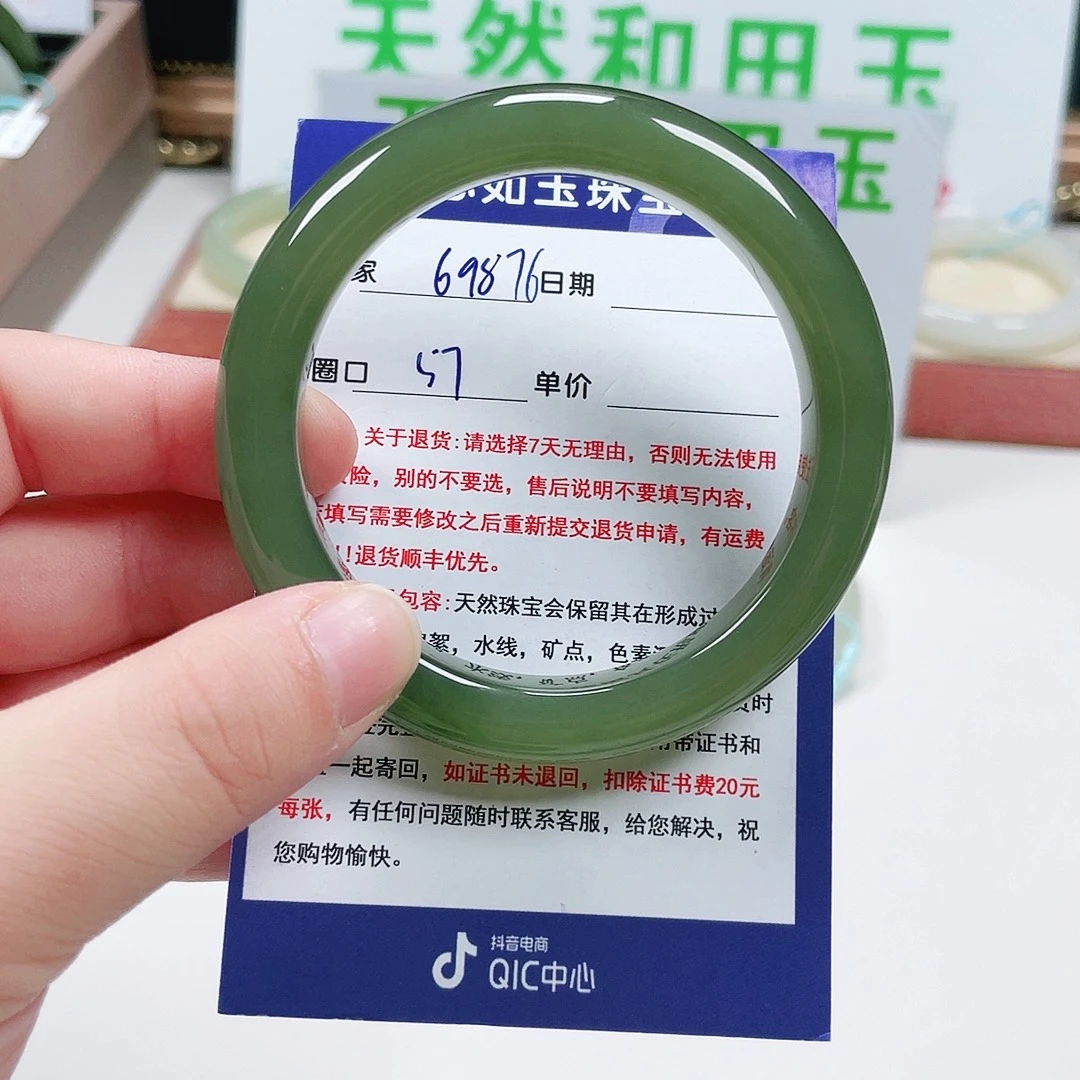 天然和田玉
玉
如玉珠宝
家 69876 日期
圈口 57 单价
关于退货:请选择7天无理由，否则无法使用
险，别的不要选，售后说明不要填写内容，
填写需要修改之后重新提交退货申请，有运费
!!退货顺丰优先。
包容:天然珠宝会保留其在形成过
絮，水线，矿点，色素
时
带证书和
一起寄回，如证书未退回，扣除证书费20元
每张，有任何问题随时联系客服，给您解决，祝
您购物愉快。
抖音电商
QIC中心